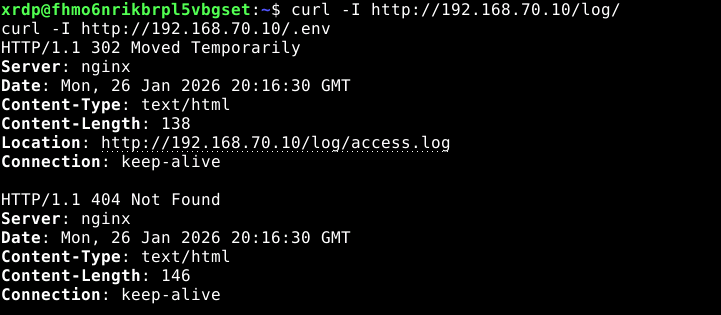 xrdp@fhmo6nrikbrpl5vbgset:~$ curl -I http://192.168.70.10/log/
curl -I http://192.168.70.10/.env
HTTP/1.1 302 Moved Temporarily
Server: nginx
Date: Mon, 26 Jan 2026 20:16:30 GMT
Content-Type: text/html
Content-Length: 138
Location: http://192.168.70.10/log/access.log
Connection: keep-alive

HTTP/1.1 404 Not Found
Server: nginx
Date: Mon, 26 Jan 2026 20:16:30 GMT
Content-Type: text/html
Content-Length: 146
Connection: keep-alive